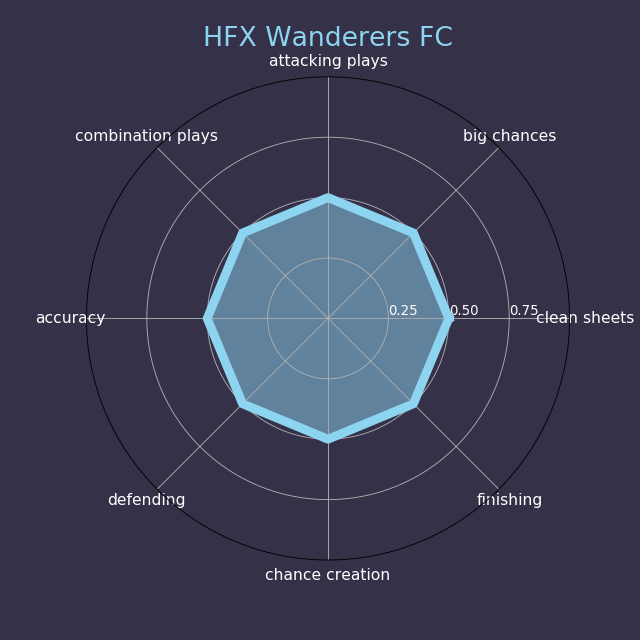 HFX Wanderers FC
attacking plays
combination plays
big chances
0.25
0.50
0.75
accuracy
clean sheets
defending
finishing
chance creation